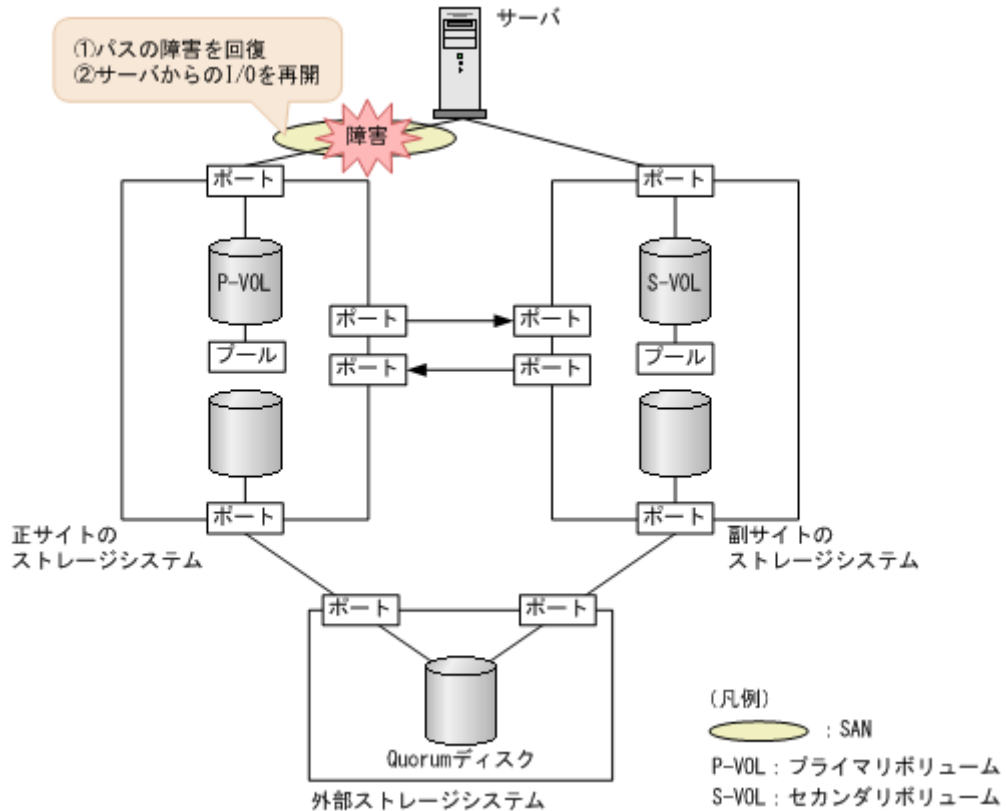 サーバ
①パスの障害を回復
②サーバからのI/Oを再開
障害
ポート
ポート
P-VOL
S-VOL
ポート
ポート
プール
プール
ポート
ポート
ポート
ポート
正サイトの
ストレージシステム
副サイトの
ストレージシステム
ポート
ポート
Quorumディスク
外部ストレージシステム
(凡例)
：SAN
P-VOL：プライマリボリューム
S-VOL：セカンダリボリューム